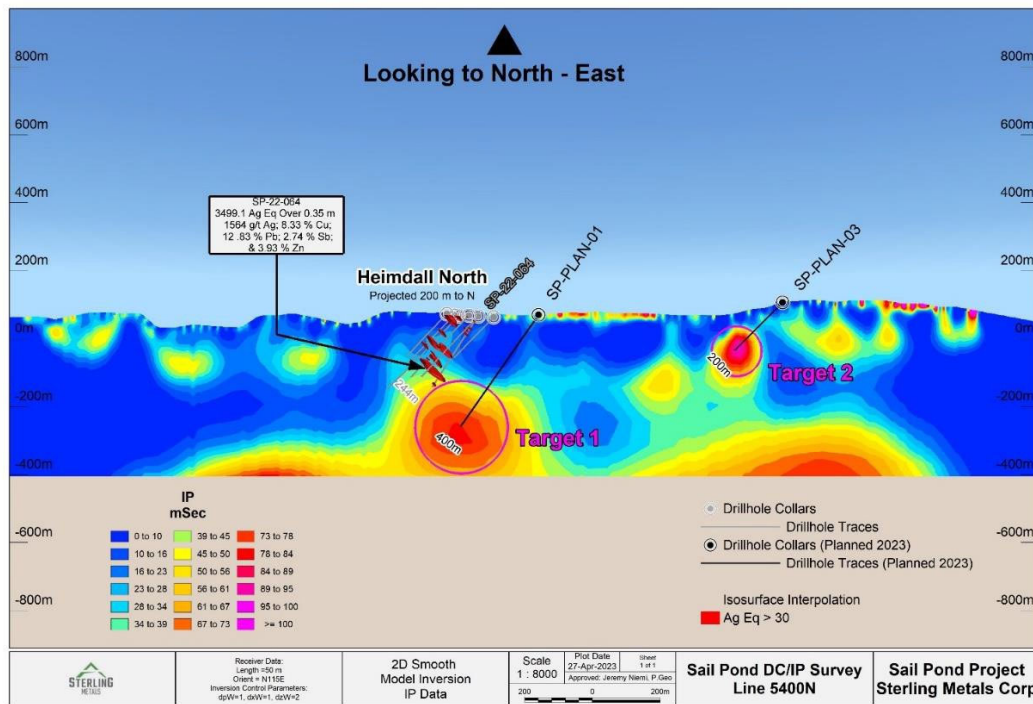 Looking to North - East
800m
600m
400m
200m
0m
-200m
-400m
-600m
-800m
800m
600m
400m
200m
0m
-200m
-400m
-600m
-800m
SP-22-064
3499.1 Ag Eq Over 0.35 m
1564 g/t Ag; 8.33 % Cu;
12 .83 % Pb; 2.74 % Sb;
& 3.93 % Zn
Heimdall North
Projected 200 m to N
SP-22-064
SP-PLAN-01
SP-PLAN-03
244m
400m
Target 1
200m
Target 2
IP
mSec
0 to 10
10 to 16
16 to 23
23 to 28
28 to 34
34 to 39
39 to 45
45 to 50
50 to 56
56 to 61
61 to 67
67 to 73
73 to 78
78 to 84
84 to 89
89 to 95
95 to 100
>= 100
Drillhole Collars
Drillhole Traces
Drillhole Collars (Planned 2023)
Drillhole Traces (Planned 2023)
Isosurface Interpolation
Ag Eq > 30
STERLING
METALS
Receiver Data:
Length =50 m
Orient = N115E
Inversion Control Parameters:
dpW=1, dxW=1, dzW=2
2D Smooth
Model Inversion
IP Data
Scale
1 : 8000
Plot Date
27-Apr-2023
Sheet
1 of 1
Approved: Jeremy Niemi, P.Geo
200 0 200m
Sail Pond DC/IP Survey
Line 5400N
Sail Pond Project
Sterling Metals Corp